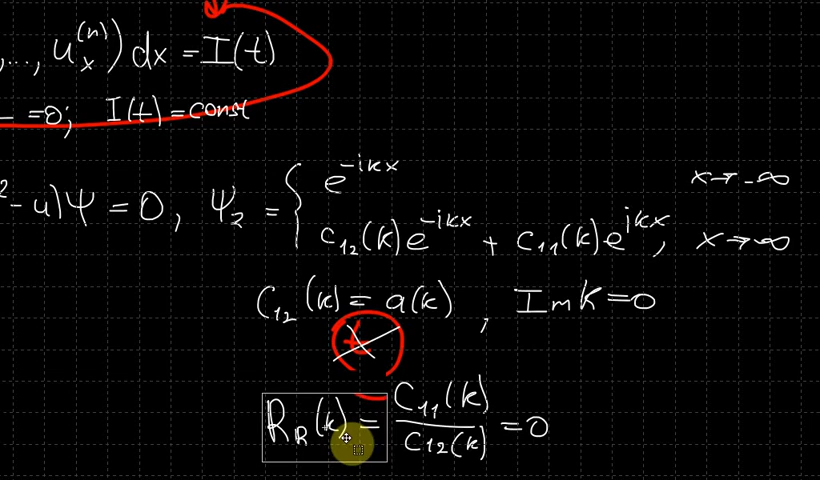 ,..., u_x^(n)) dx = I(t)
=0; I(t) = const
² - u)ψ = 0, ψ₂ = { e^{-ikx} x→-∞
c₁₂(k)e^{-ikx} + c₁₁(k)e^{ikx}, x→∞
C₁₂(k) = a(k), Im k = 0
R_R(k) = C₁₁(k) / C₁₂(k) = 0